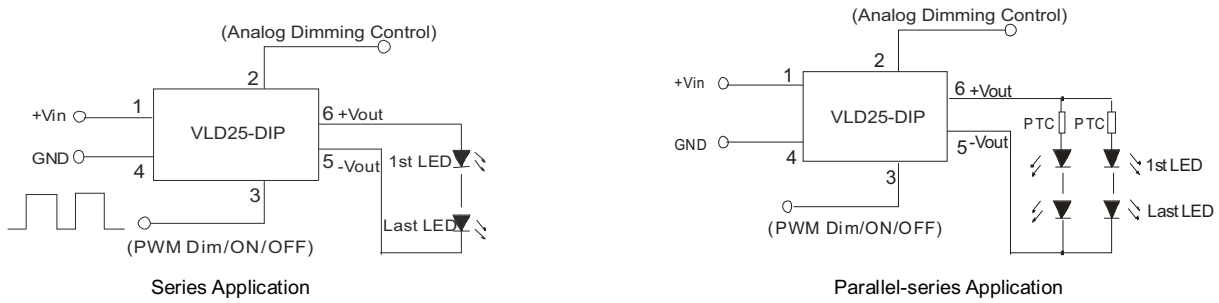 (Analog Dimming Control)
2
+Vin
1
VLD25-DIP
6 +Vout
GND
4
5 -Vout
1st LED
3
Last LED
(PWM Dim/ON/OFF)
Series Application
(Analog Dimming Control)
2
+Vin
1
VLD25-DIP
6 +Vout
PTC
PTC
GND
4
5 -Vout
3
1st LED
Last LED
(PWM Dim/ON/OFF)
Parallel-series Application